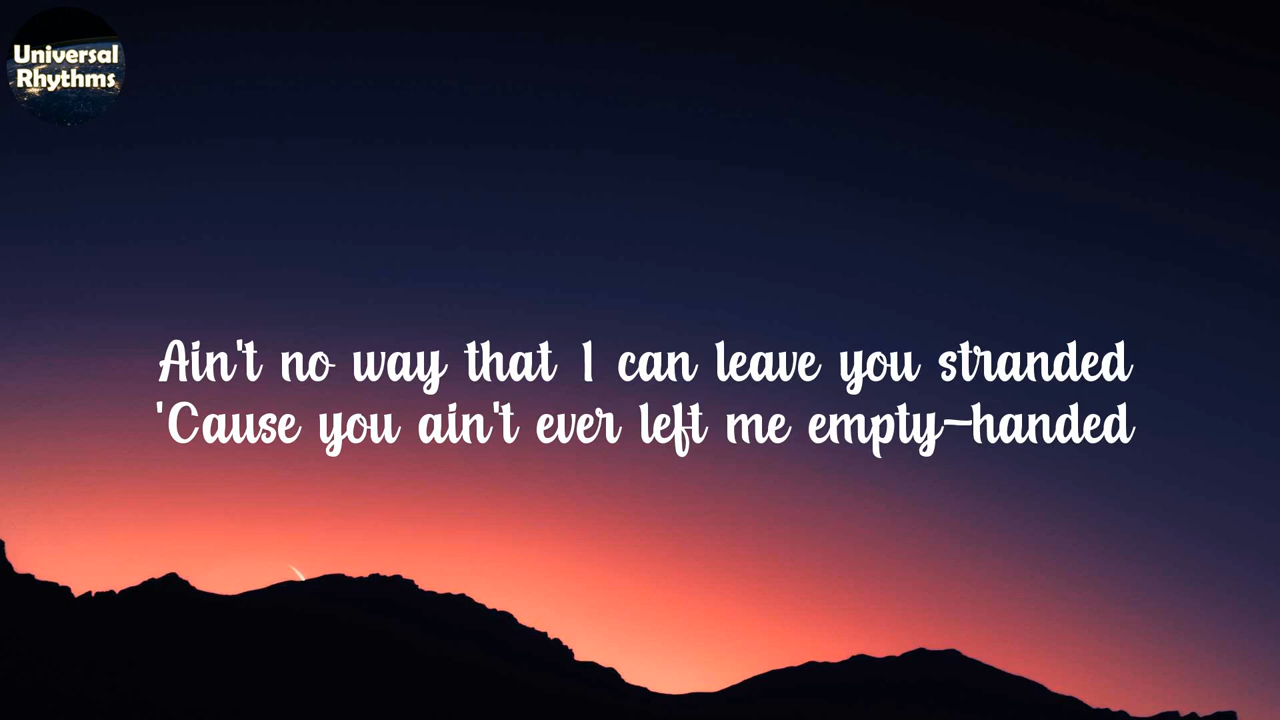 Universal
Rhythms
Ain't no way that I can leave you stranded
'Cause you ain't ever left me empty-handed